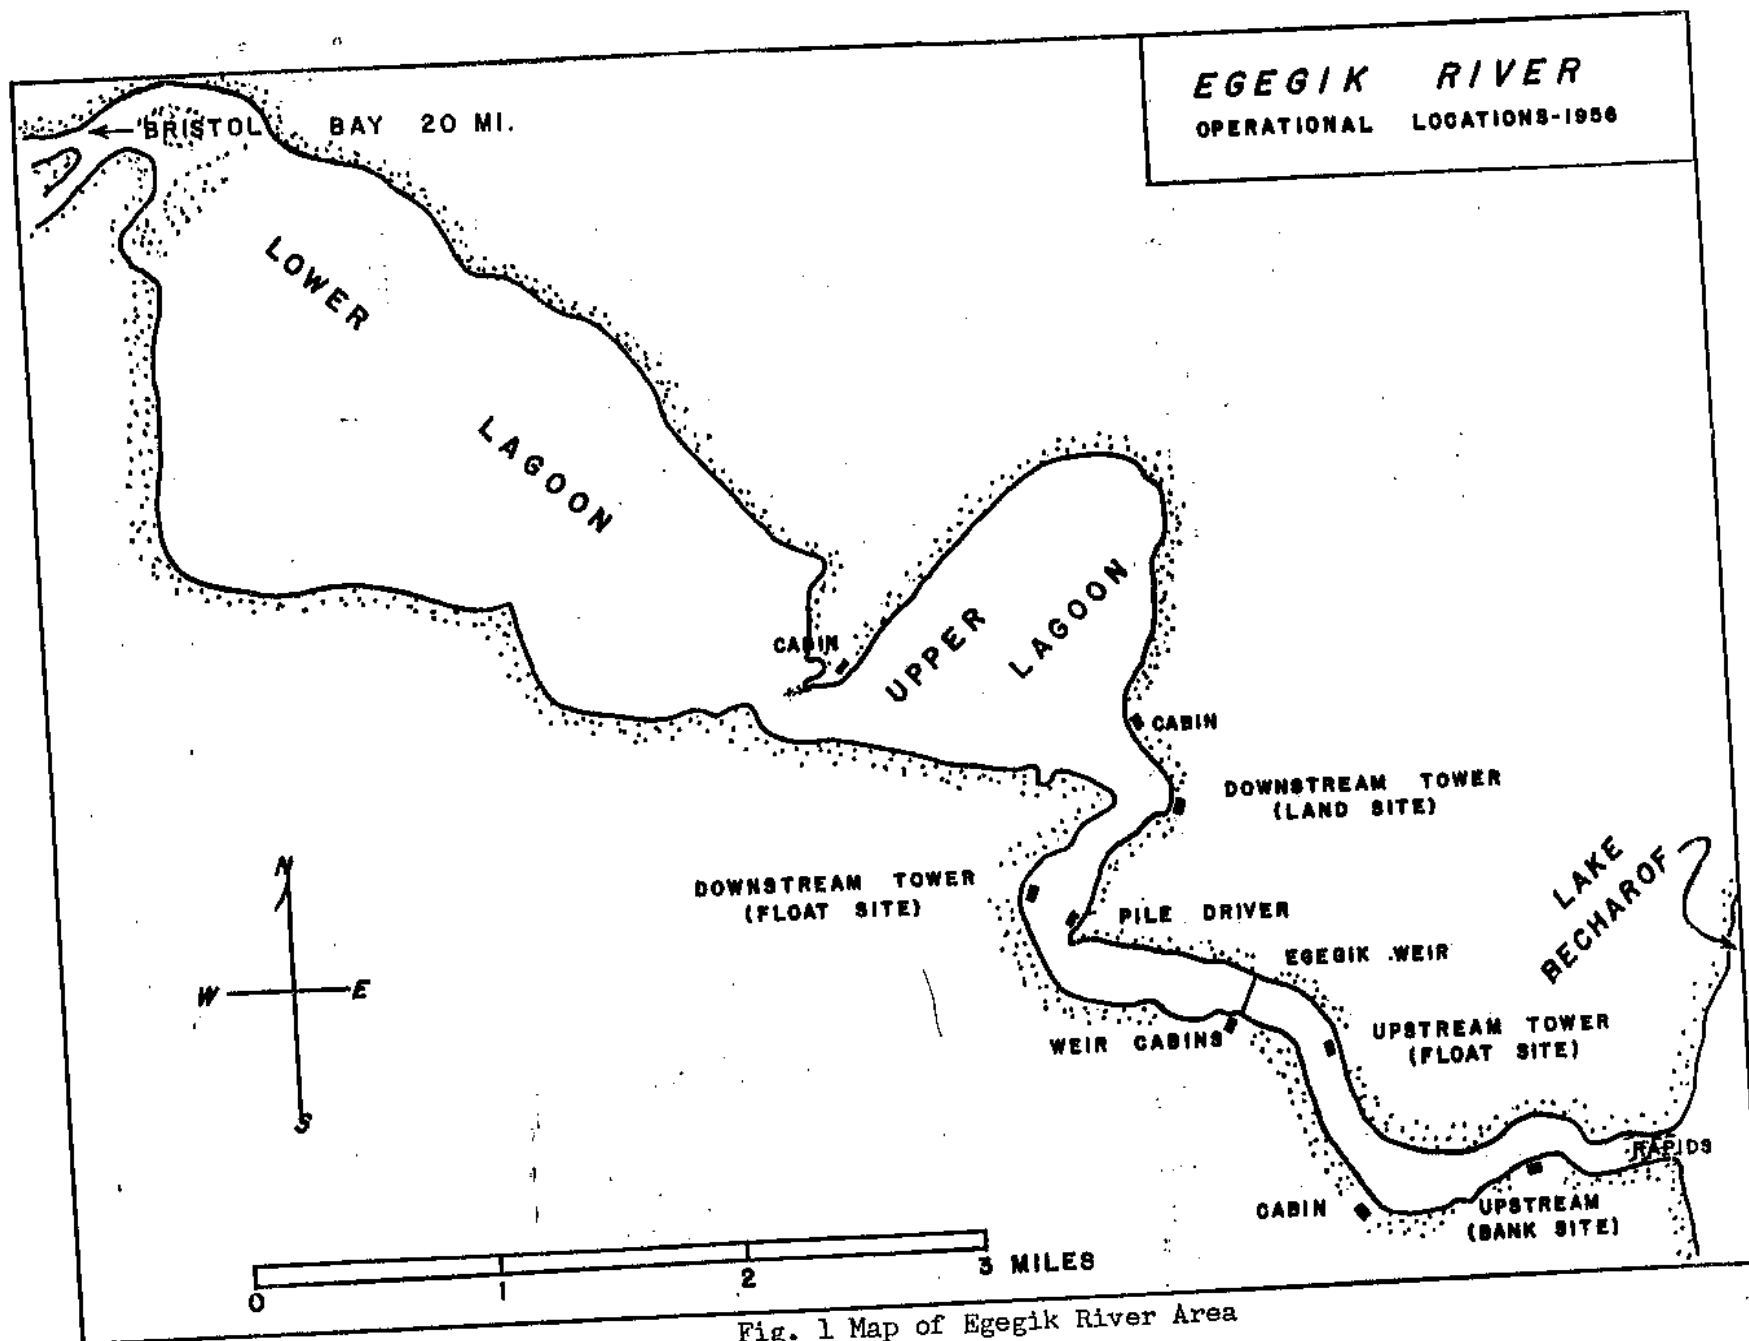 EGEGIK RIVER
OPERATIONAL LOCATIONS-1956
BRISTOL BAY 20 MI.
LOWER
LAGOON
CABIN
UPPER
LAGOON
CABIN
DOWNSTREAM TOWER
(LAND SITE)
LAKE
BECHAROF
DOWNSTREAM TOWER
(FLOAT SITE)
PILE DRIVER
EGEGIK WEIR
N
W E
S
WEIR CABINS
UPSTREAM TOWER
(FLOAT SITE)
RAPIDS
CABIN
UPSTREAM
(BANK SITE)
0 1 2 3 MILES
Fig. 1 Map of Egegik River Area